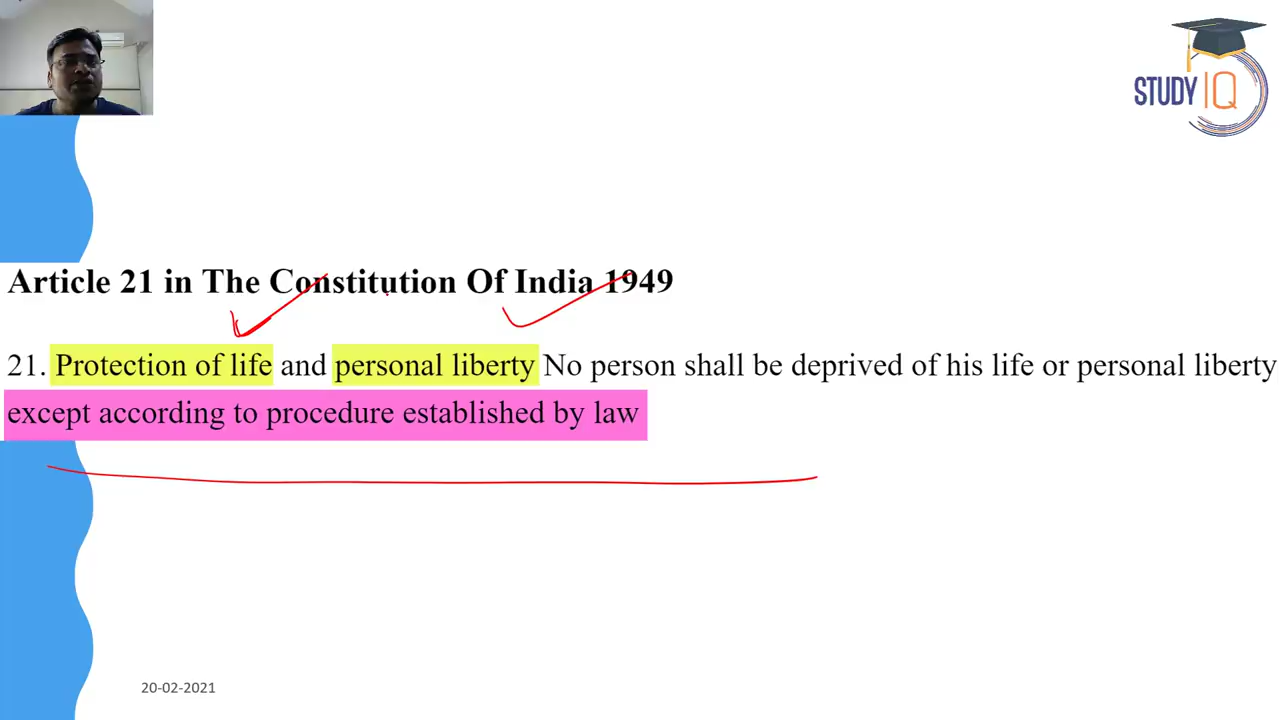 STUDY IQ
Article 21 in The Constitution Of India 1949
21. Protection of life and personal liberty No person shall be deprived of his life or personal liberty
except according to procedure established by law
20-02-2021